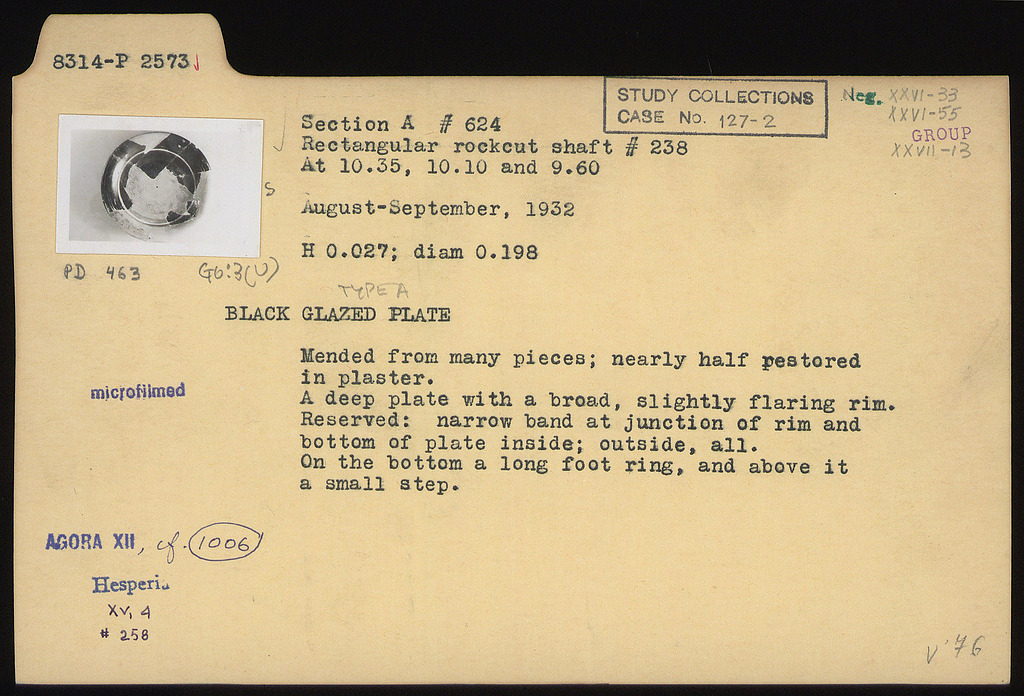 8314-P 2573
STUDY COLLECTIONS
CASE No. 127-2
Neg. XXVI-33
XXVI-55
GROUP
XXVII-13
Section A # 624
Rectangular rockcut shaft # 238
At 10.35, 10.10 and 9.60
S
August-September, 1932
H 0.027; diam 0.198
PD 463 G6:3(U)
TYPE A
BLACK GLAZED PLATE
Mended from many pieces; nearly half pestored
in plaster.
microfilmed
A deep plate with a broad, slightly flaring rim.
Reserved: narrow band at junction of rim and
bottom of plate inside; outside, all.
On the bottom a long foot ring, and above it
a small step.
AGORA XII, cf. 1006
Hesperia
XV, 4
# 258
V '76